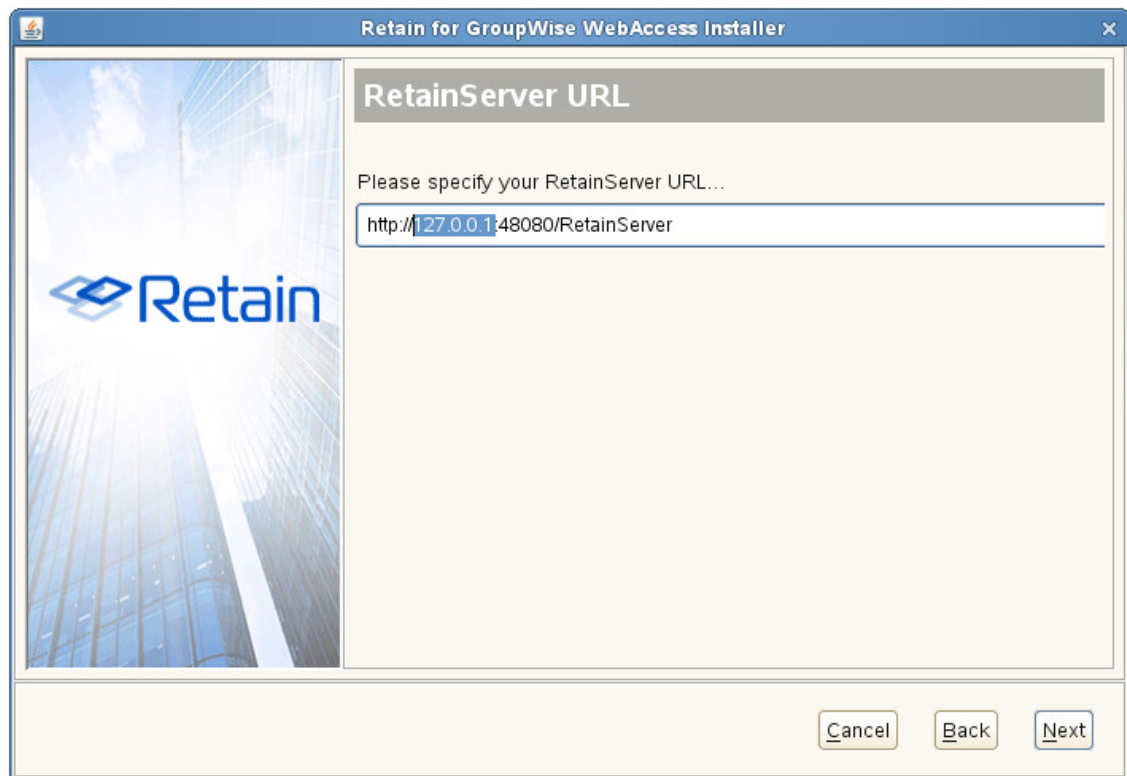 Retain for GroupWise WebAccess Installer
RetainServer URL
Please specify your RetainServer URL...
http://127.0.0.1:48080/RetainServer
Retain
Cancel
Back
Next